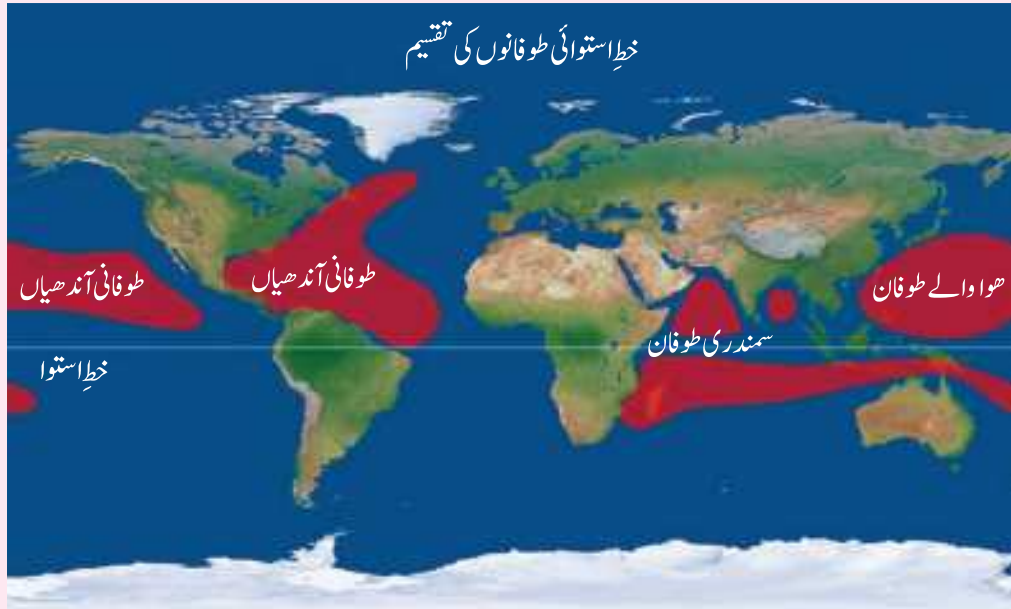 خطِ استوائی طوفانوں کی تقسیم
ھوا والے طوفان
طوفانی آندھیاں
طوفانی آندھیاں
سمندری طوفان
خطِ استوا